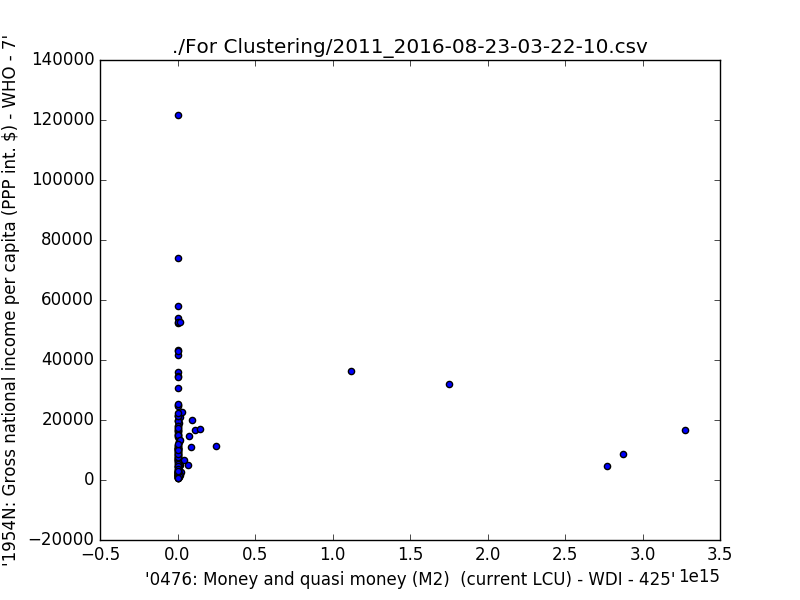 ./For Clustering/2011_2016-08-23-03-22-10.csv
'1954N: Gross national income per capita (PPP int. $) - WHO - 7'
140000
120000
100000
80000
60000
40000
20000
0
−20000
−0.5 0.0 0.5 1.0 1.5 2.0 2.5 3.0 3.5
1e15
'0476: Money and quasi money (M2)  (current LCU) - WDI - 425'